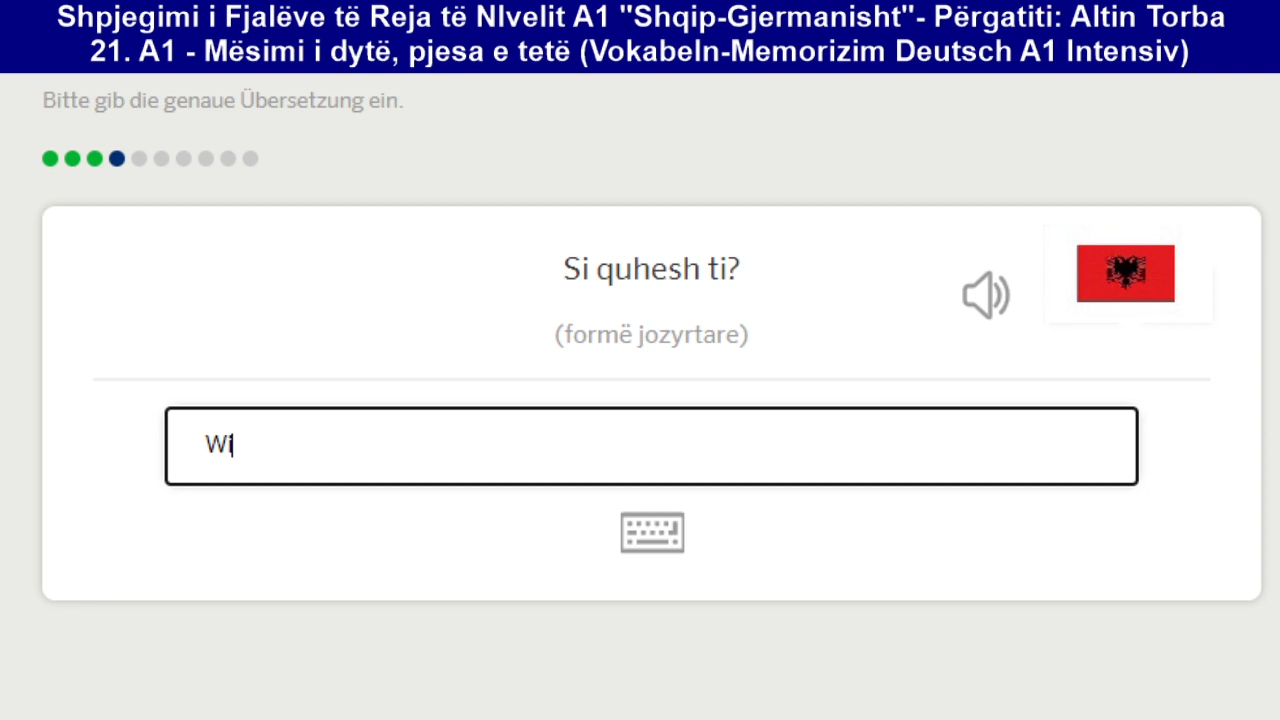 Shpjegimi i Fjalëve të Reja të NIvelit A1 "Shqip-Gjermanisht"- Përgatiti: Altin Torba
21. A1 - Mësimi i dytë, pjesa e tetë (Vokabeln-Memorizim Deutsch A1 Intensiv)
Bitte gib die genaue Übersetzung ein.
Si quhesh ti?
(formë jozyrtare)
Wi